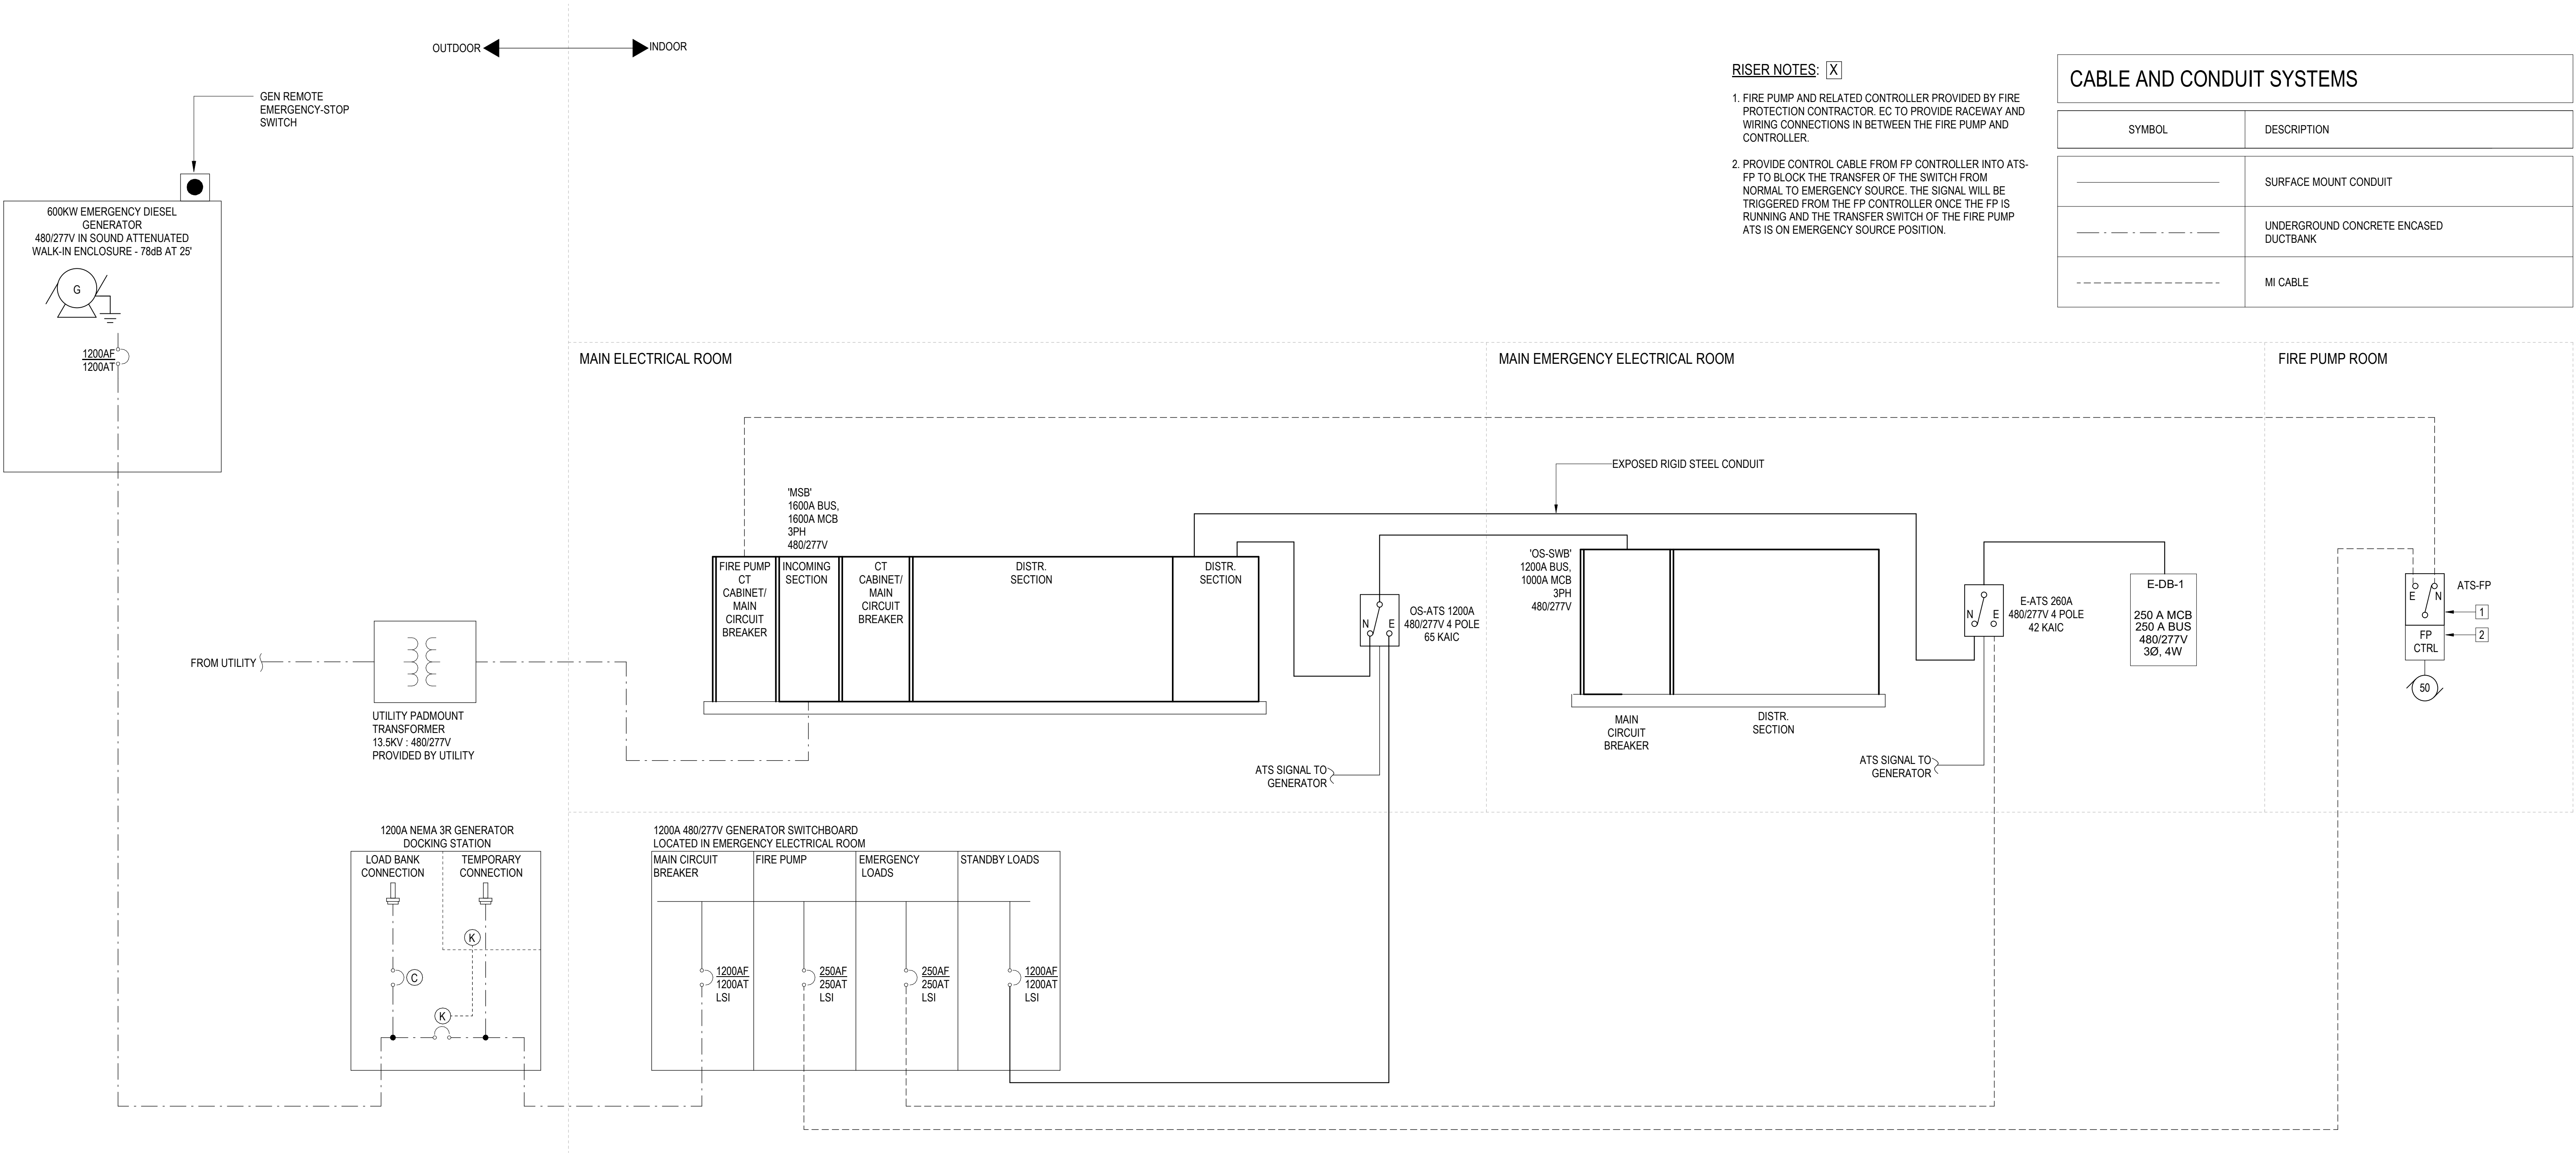 OUTDOOR
INDOOR
GEN REMOTE
EMERGENCY-STOP
SWITCH
600KW EMERGENCY DIESEL
GENERATOR
480/277V IN SOUND ATTENUATED
WALK-IN ENCLOSURE - 78dB AT 25'
G
1200AF
1200AT
RISER NOTES: X
1. FIRE PUMP AND RELATED CONTROLLER PROVIDED BY FIRE
PROTECTION CONTRACTOR. EC TO PROVIDE RACEWAY AND
WIRING CONNECTIONS IN BETWEEN THE FIRE PUMP AND
CONTROLLER.
2. PROVIDE CONTROL CABLE FROM FP CONTROLLER INTO ATS-
FP TO BLOCK THE TRANSFER OF THE SWITCH FROM
NORMAL TO EMERGENCY SOURCE. THE SIGNAL WILL BE
TRIGGERED FROM THE FP CONTROLLER ONCE THE FP IS
RUNNING AND THE TRANSFER SWITCH OF THE FIRE PUMP
ATS IS ON EMERGENCY SOURCE POSITION.
CABLE AND CONDUIT SYSTEMS
SYMBOL
DESCRIPTION
SURFACE MOUNT CONDUIT
UNDERGROUND CONCRETE ENCASED
DUCTBANK
MI CABLE
MAIN ELECTRICAL ROOM
MAIN EMERGENCY ELECTRICAL ROOM
FIRE PUMP ROOM
EXPOSED RIGID STEEL CONDUIT
'MSB'
1600A BUS,
1600A MCB
3PH
480/277V
FIRE PUMP
CT
CABINET/
MAIN
CIRCUIT
BREAKER
INCOMING
SECTION
CT
CABINET/
MAIN
CIRCUIT
BREAKER
DISTR.
SECTION
DISTR.
SECTION
N
E
OS-ATS 1200A
480/277V 4 POLE
65 KAIC
ATS SIGNAL TO
GENERATOR
'OS-SWB'
1200A BUS,
1000A MCB
3PH
480/277V
MAIN
CIRCUIT
BREAKER
DISTR.
SECTION
N
E
E-ATS 260A
480/277V 4 POLE
42 KAIC
ATS SIGNAL TO
GENERATOR
E-DB-1
250 A MCB
250 A BUS
480/277V
3Ø, 4W
E
N
ATS-FP
1
FP
CTRL
2
50
FROM UTILITY
UTILITY PADMOUNT
TRANSFORMER
13.5KV : 480/277V
PROVIDED BY UTILITY
1200A NEMA 3R GENERATOR
DOCKING STATION
LOAD BANK
CONNECTION
TEMPORARY
CONNECTION
K
C
K
1200A 480/277V GENERATOR SWITCHBOARD
LOCATED IN EMERGENCY ELECTRICAL ROOM
MAIN CIRCUIT
BREAKER
FIRE PUMP
EMERGENCY
LOADS
STANDBY LOADS
1200AF
1200AT
LSI
250AF
250AT
LSI
250AF
250AT
LSI
1200AF
1200AT
LSI